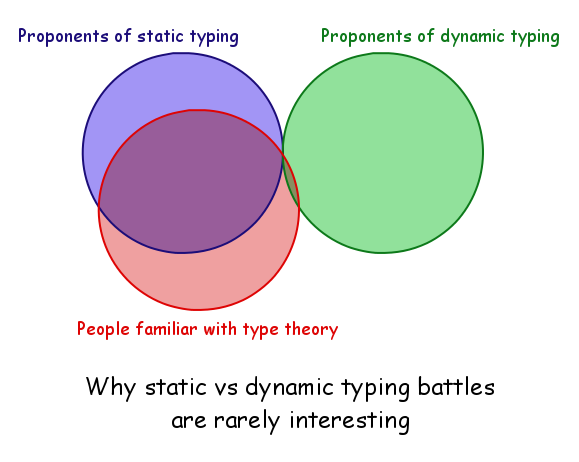 Proponents of static typing
Proponents of dynamic typing
People familiar with type theory
Why static vs dynamic typing battles
are rarely interesting